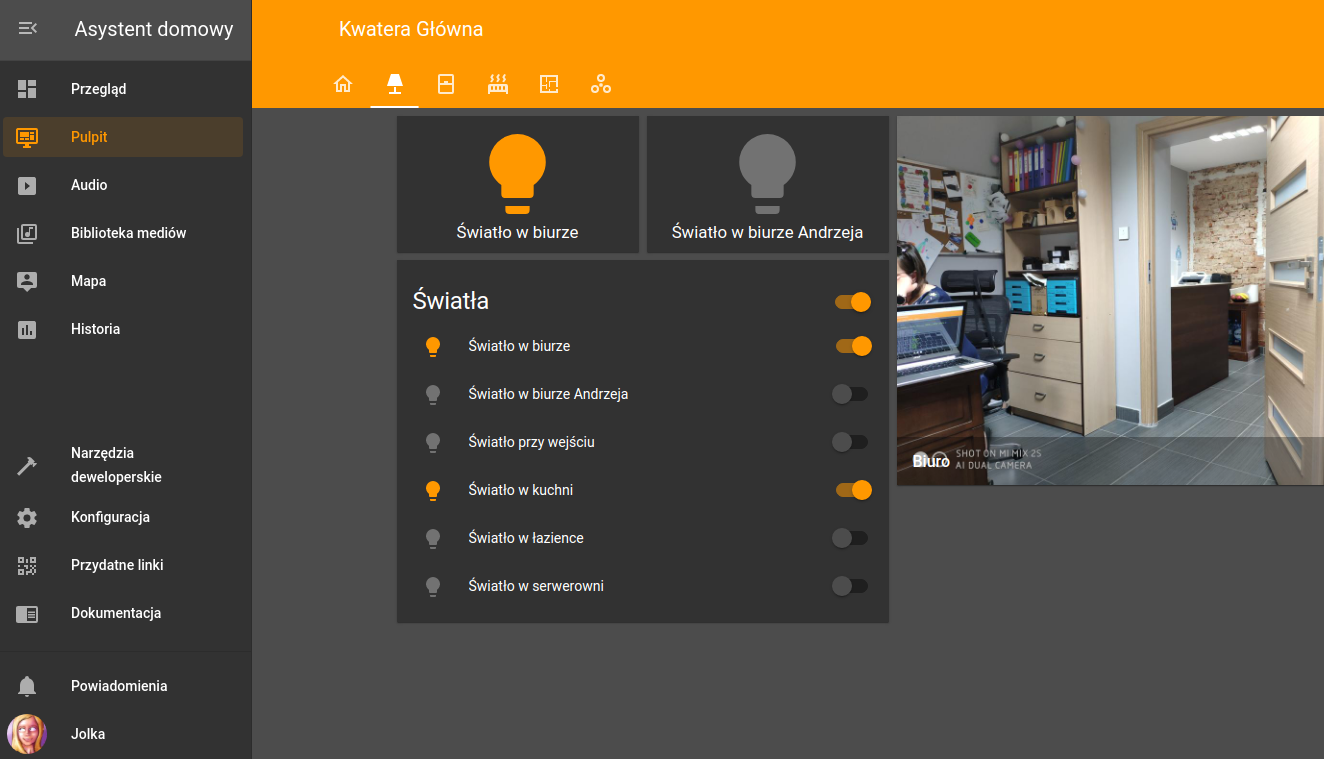 Asystent domowy
Kwatera Główna
Przegląd
Pulpit
Audio
Biblioteka mediów
Mapa
Historia
Narzędzia
deweloperskie
Konfiguracja
Przydatne linki
Dokumentacja
Powiadomienia
Jolka
Światło w biurze
Światło w biurze Andrzeja
Światła
Światło w biurze
Światło w biurze Andrzeja
Światło przy wejściu
Światło w kuchni
Światło w łazience
Światło w serwerowni
Biuro
SHOT ON MI MIX 2S
AI DUAL CAMERA